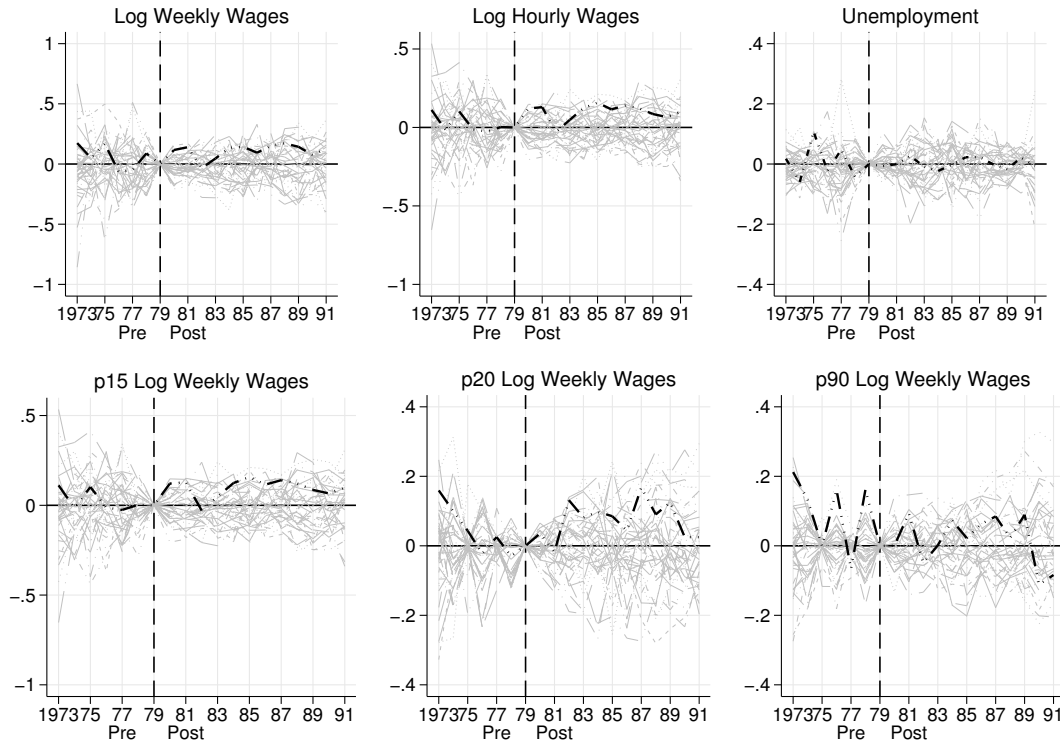 Log Weekly Wages
1
.5
0
−.5
−1
1973 75 77 79 81 83 85 87 89 91
Pre Post
Log Hourly Wages
.5
0
−.5
−1
1973 75 77 79 81 83 85 87 89 91
Pre Post
Unemployment
.4
.2
0
−.2
−.4
1973 75 77 79 81 83 85 87 89 91
Pre Post
p15 Log Weekly Wages
.5
0
−.5
−1
1973 75 77 79 81 83 85 87 89 91
Pre Post
p20 Log Weekly Wages
.4
.2
0
−.2
−.4
1973 75 77 79 81 83 85 87 89 91
Pre Post
p90 Log Weekly Wages
.4
.2
0
−.2
−.4
1973 75 77 79 81 83 85 87 89 91
Pre Post